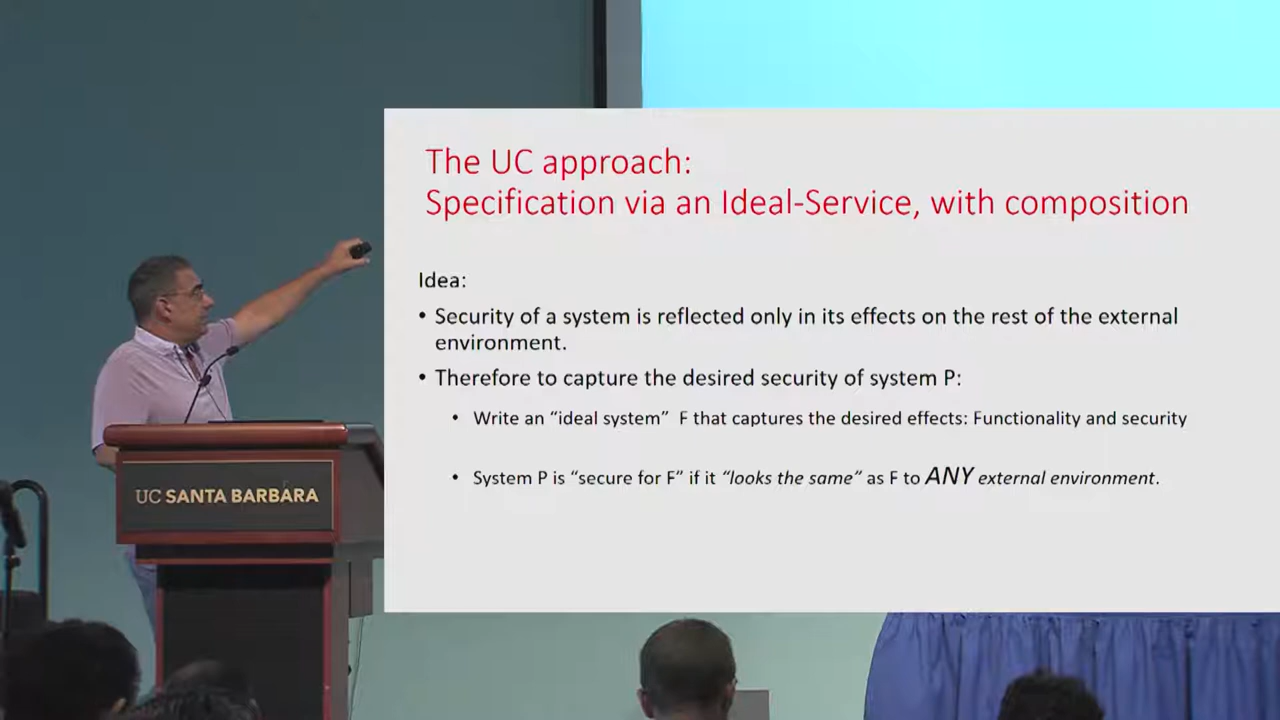 The UC approach:
Specification via an Ideal-Service, with composition
Idea:
• Security of a system is reflected only in its effects on the rest of the external
environment.
• Therefore to capture the desired security of system P:
• Write an “ideal system” F that captures the desired effects: Functionality and security
• System P is “secure for F” if it “looks the same” as F to ANY external environment.
UC SANTA BARBARA